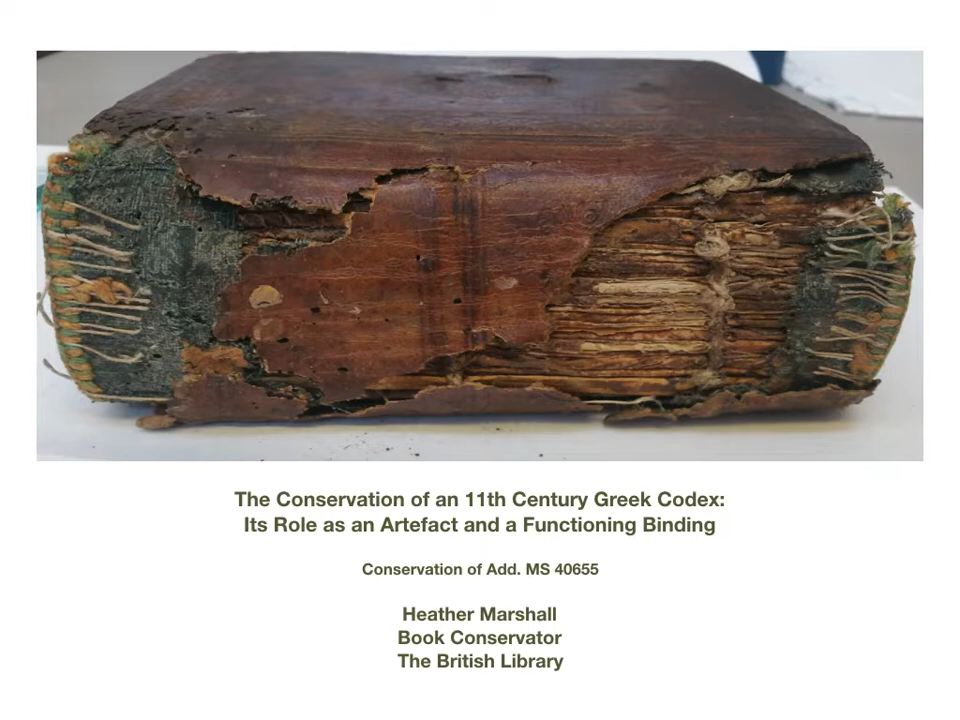 The Conservation of an 11th Century Greek Codex:
Its Role as an Artefact and a Functioning Binding
Conservation of Add. MS 40655
Heather Marshall
Book Conservator
The British Library